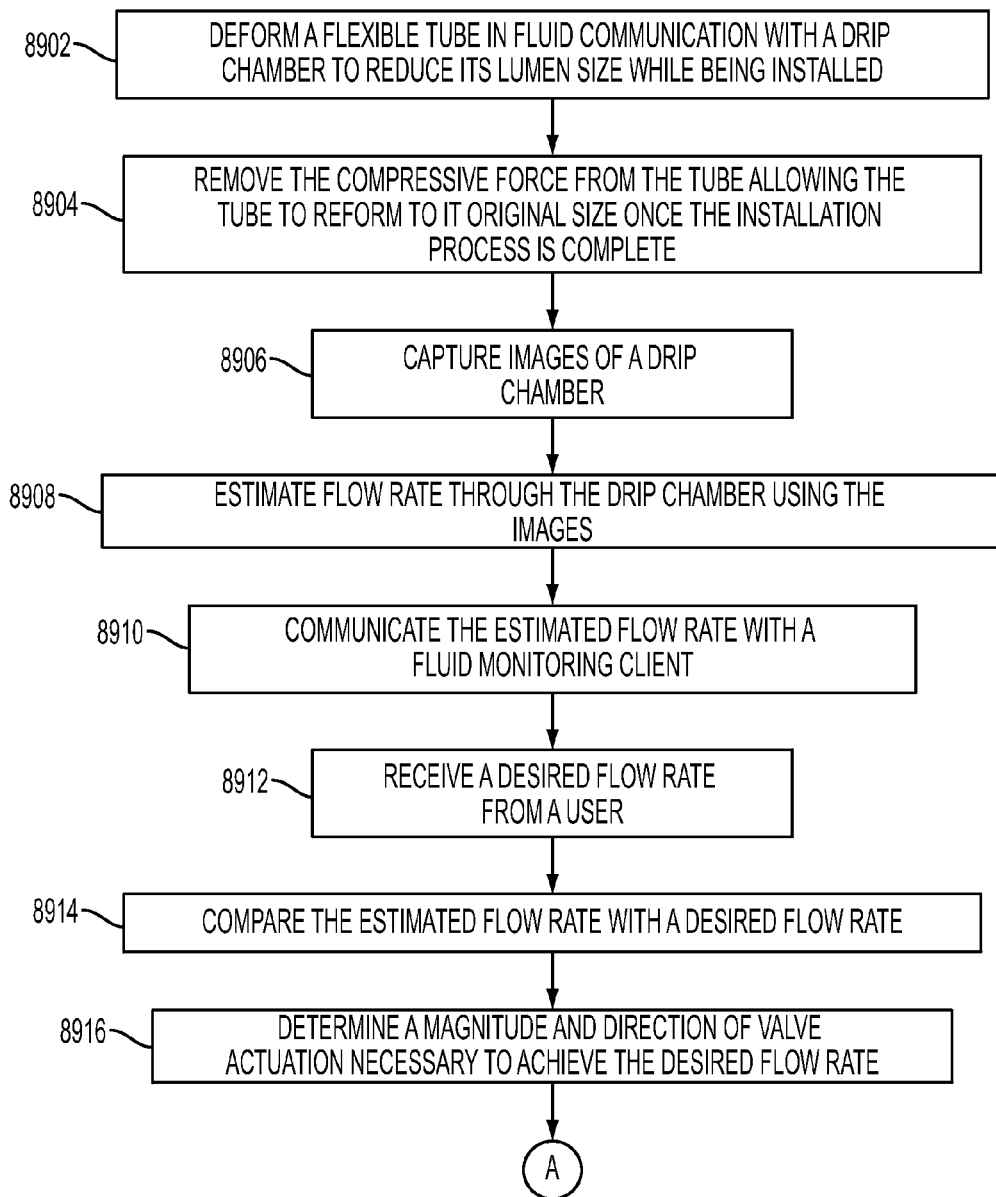 8902
DEFORM A FLEXIBLE TUBE IN FLUID COMMUNICATION WITH A DRIP
CHAMBER TO REDUCE ITS LUMEN SIZE WHILE BEING INSTALLED
8904
REMOVE THE COMPRESSIVE FORCE FROM THE TUBE ALLOWING THE
TUBE TO REFORM TO IT ORIGINAL SIZE ONCE THE INSTALLATION
PROCESS IS COMPLETE
8906
CAPTURE IMAGES OF A DRIP
CHAMBER
8908
ESTIMATE FLOW RATE THROUGH THE DRIP CHAMBER USING THE
IMAGES
8910
COMMUNICATE THE ESTIMATED FLOW RATE WITH A
FLUID MONITORING CLIENT
8912
RECEIVE A DESIRED FLOW RATE
FROM A USER
8914
COMPARE THE ESTIMATED FLOW RATE WITH A DESIRED FLOW RATE
8916
DETERMINE A MAGNITUDE AND DIRECTION OF VALVE
ACTUATION NECESSARY TO ACHIEVE THE DESIRED FLOW RATE
A